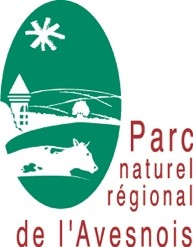 Parc
naturel
régional
de l'Avesnois